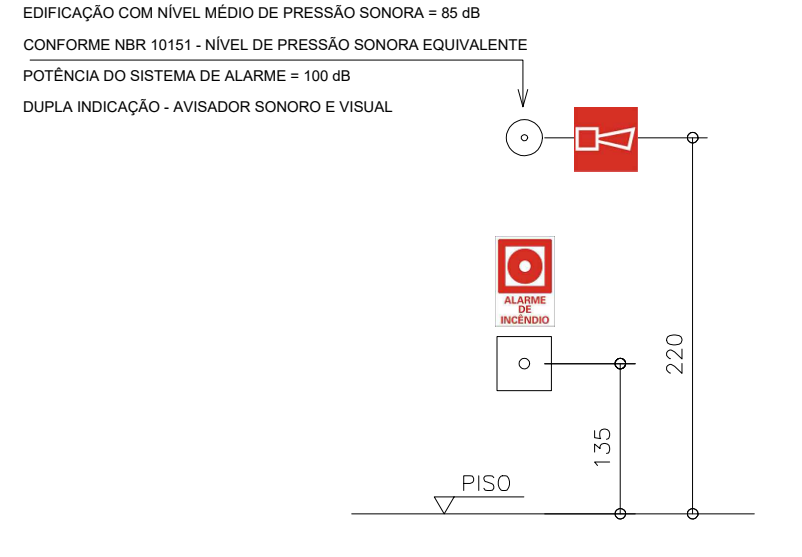 EDIFICAÇÃO COM NÍVEL MÉDIO DE PRESSÃO SONORA = 85 dB
CONFORME NBR 10151 - NÍVEL DE PRESSÃO SONORA EQUIVALENTE
POTÊNCIA DO SISTEMA DE ALARME = 100 dB
DUPLA INDICAÇÃO - AVISADOR SONORO E VISUAL
ALARME
DE
INCÊNDIO
220
135
PISO